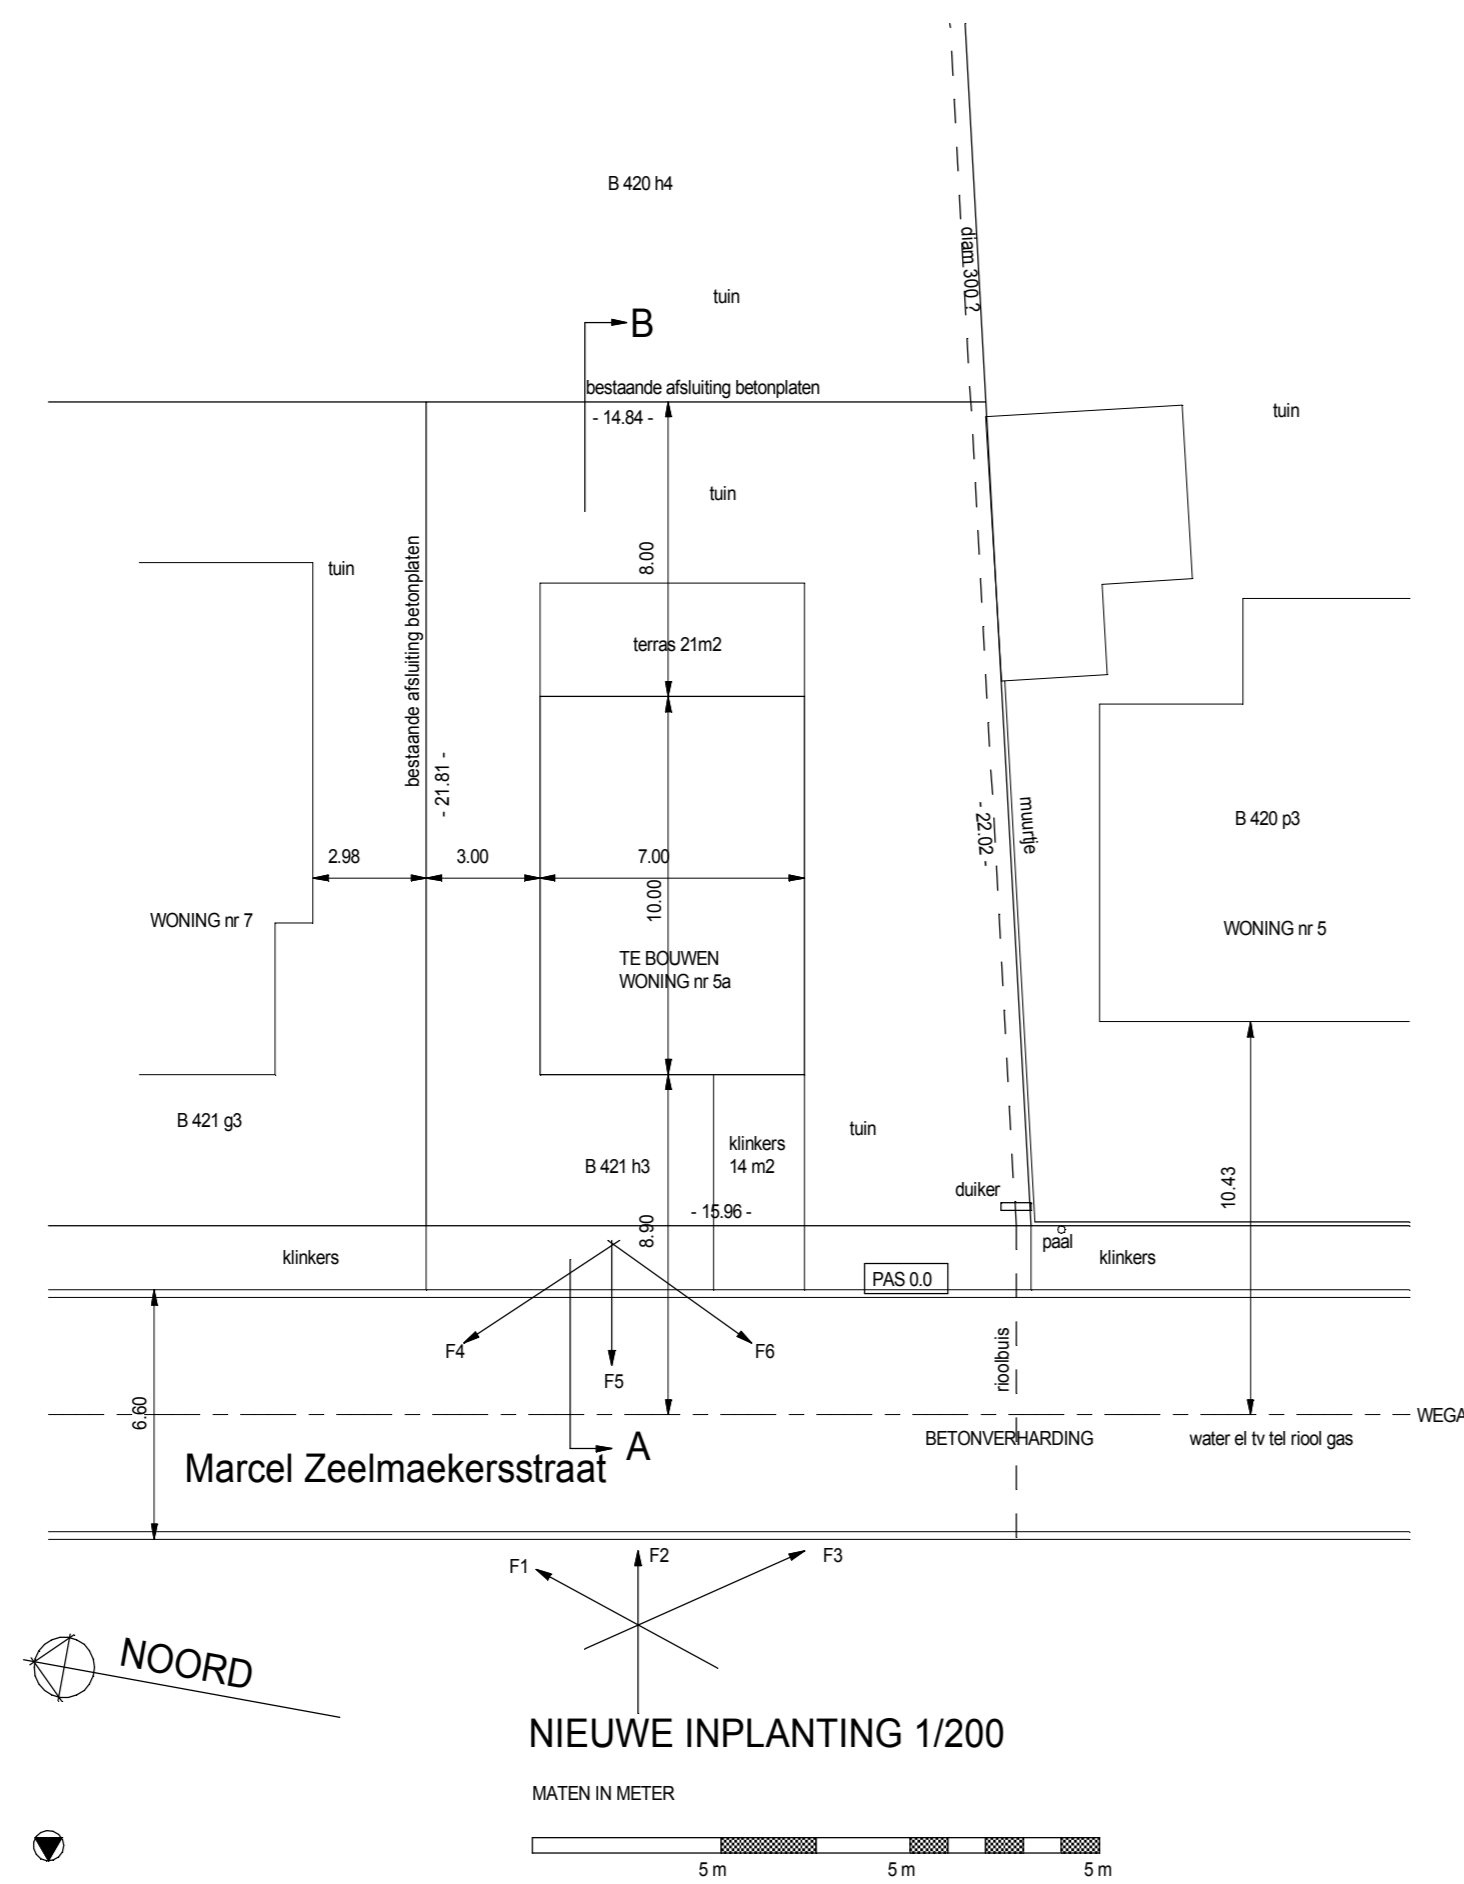 B 420 h4
diam 300 ?
tuin
B
bestaande afsluiting betonplaten
- 14.84 -
tuin
tuin
8.00
tuin
bestaande afsluiting betonplaten
terras 21m2
- 21.81 -
- 22.02 -
muurtje
B 420 p3
2.98
3.00
7.00
10.00
WONING nr 7
WONING nr 5
TE BOUWEN
WONING nr 5a
B 421 g3
tuin
klinkers
14 m2
B 421 h3
10.43
duiker
- 15.96 -
8.90
paal
klinkers
klinkers
PAS 0.0
F4
F6
F5
rioolbuis
6.60
WEGA
BETONVERHARDING
water el tv tel riool gas
A
Marcel Zeelmaekersstraat
F1
F2
F3
NOORD
NIEUWE INPLANTING 1/200
MATEN IN METER
5 m
5 m
5 m